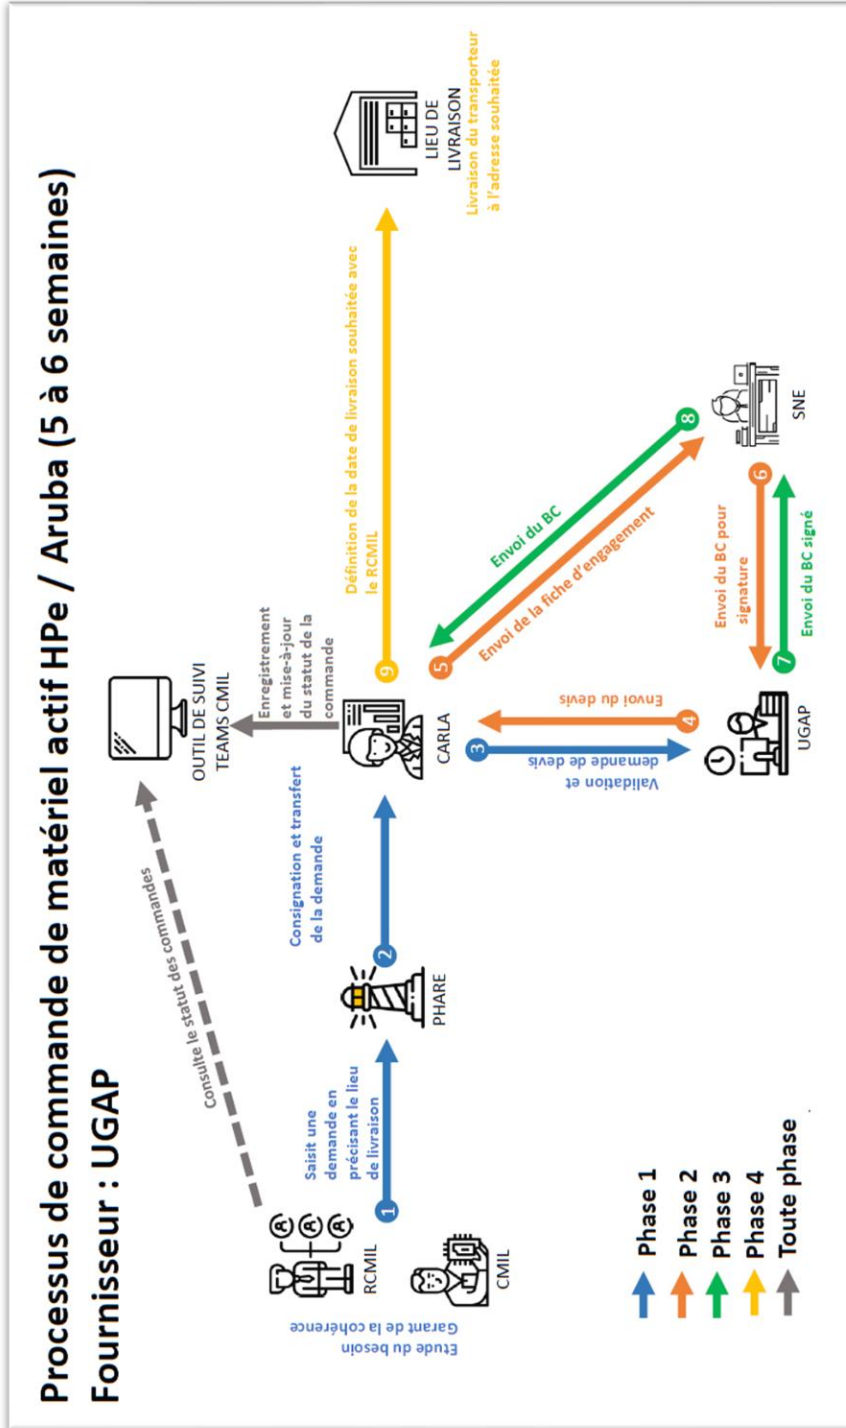 Processus de commande de matériel actif HPe / Aruba (5 à 6 semaines)
Fournisseur : UGAP
Consulte le statut des commandes
OUTIL DE SUIVI
TEAMS CMIL
Enregistrement
et mise-à-jour
du statut de la
commande
Etude du besoin
Garant de la cohérence
RCMIL
CMIL
1
Saisit une
demande en
précisant le lieu
de livraison
PHARE
2
Consignation et transfert
de la demande
CARLA
9
Définition de la date de livraison souhaitée avec
le RCMIL
LIEU DE
LIVRAISON
Livraison du transporteur
à l'adresse souhaitée
3
Validation et
demande de devis
4
Envoi du devis
5
Envoi de la fiche d'engagement
8
Envoi du BC
UGAP
SNE
6
Envoi du BC pour
signature
7
Envoi du BC signé
Phase 1
Phase 2
Phase 3
Phase 4
Toute phase